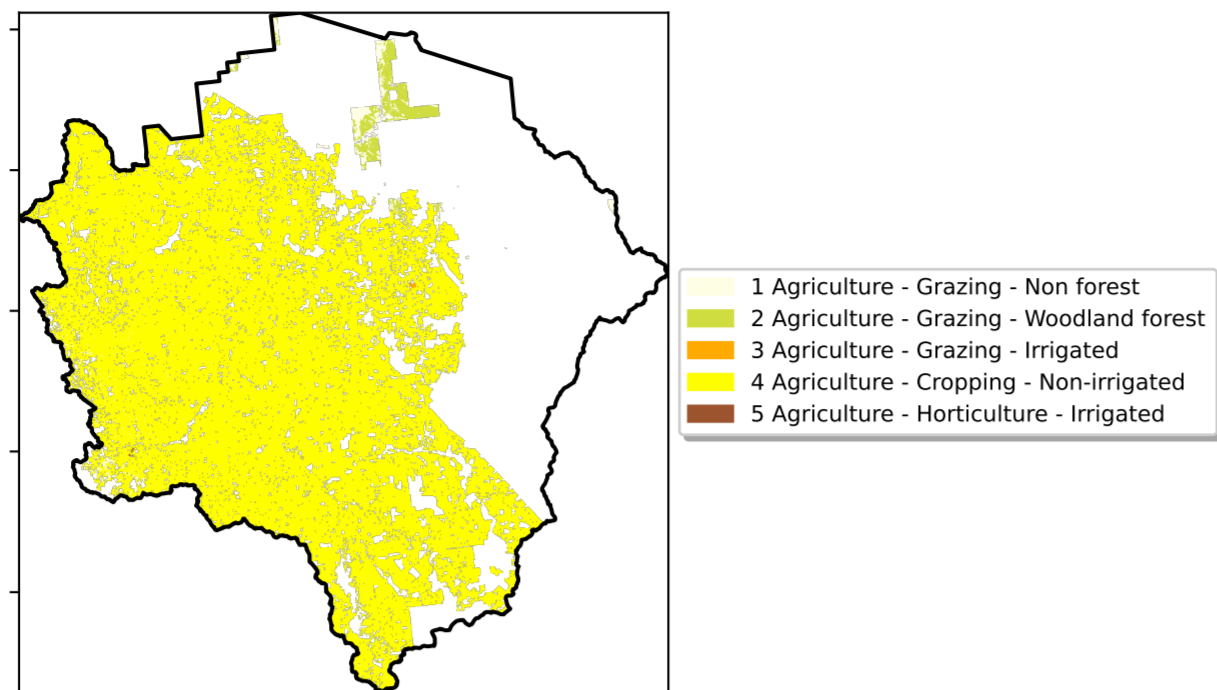 1 Agriculture - Grazing - Non forest
2 Agriculture - Grazing - Woodland forest
3 Agriculture - Grazing - Irrigated
4 Agriculture - Cropping - Non-irrigated
5 Agriculture - Horticulture - Irrigated